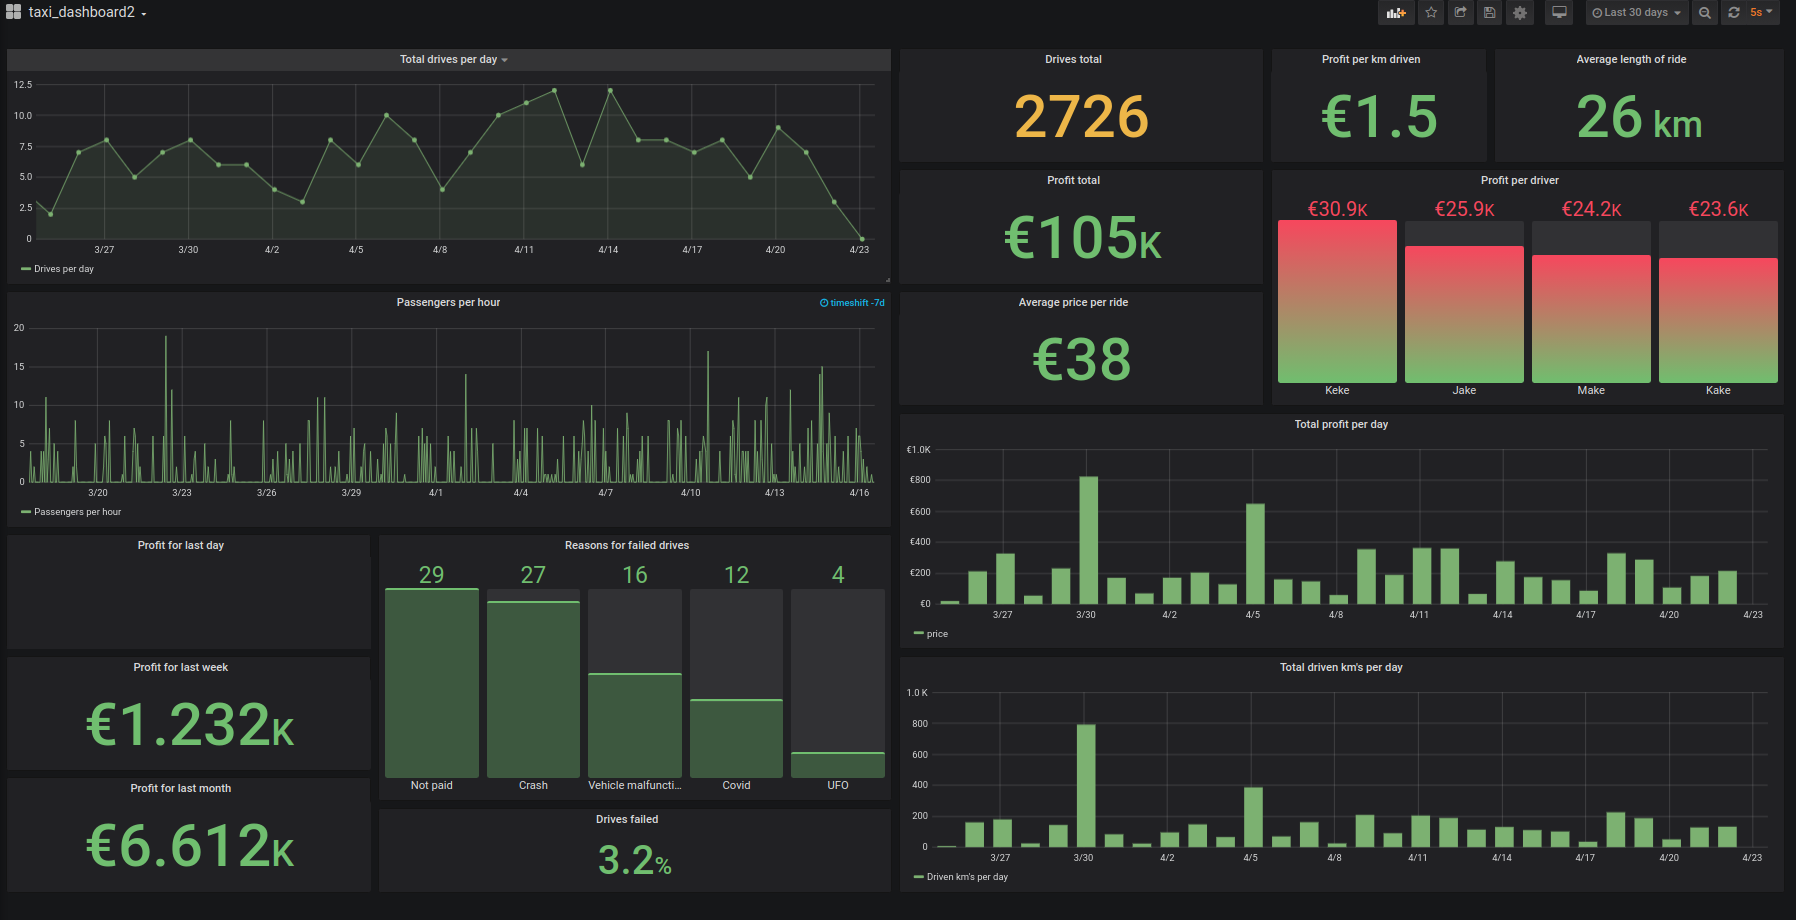 taxi_dashboard2
Last 30 days
5s
Total drives per day
12.5
10.0
7.5
5.0
2.5
0
3/27 3/30 4/2 4/5 4/8 4/11 4/14 4/17 4/20 4/23
Drives per day
Drives total
2726
Profit per km driven
€1.5
Average length of ride
26 km
Profit total
€105K
Profit per driver
€30.9K €25.9K €24.2K €23.6K
Keke Jake Make Kake
Passengers per hour
timeshift -7d
20
15
10
5
0
3/20 3/23 3/26 3/29 4/1 4/4 4/7 4/10 4/13 4/16
Passengers per hour
Average price per ride
€38
Total profit per day
€1.0K
€800
€600
€400
€200
€0
3/27 3/30 4/2 4/5 4/8 4/11 4/14 4/17 4/20 4/23
price
Profit for last day
Reasons for failed drives
29 27 16 12 4
Not paid Crash Vehicle malfuncti... Covid UFO
Profit for last week
€1.232K
Profit for last month
€6.612K
Drives failed
3.2%
Total driven km's per day
1.0 K
800
600
400
200
0
3/27 3/30 4/2 4/5 4/8 4/11 4/14 4/17 4/20 4/23
Driven km's per day